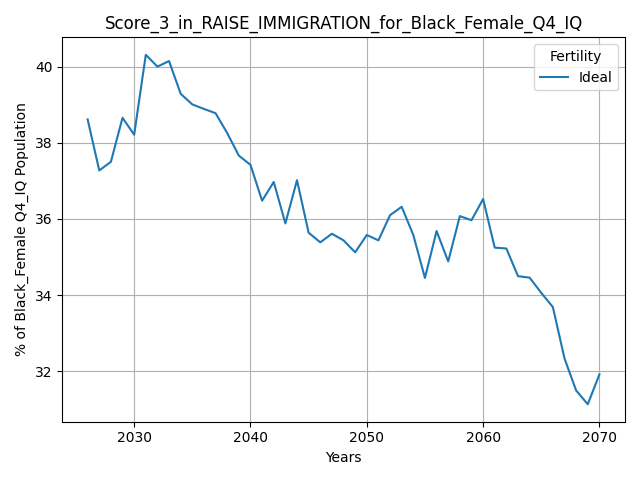 Score_3_in_RAISE_IMMIGRATION_for_Black_Female_Q4_IQ
Fertility
Ideal
% of Black_Female Q4_IQ Population
40
38
36
34
32
2030 2040 2050 2060 2070
Years